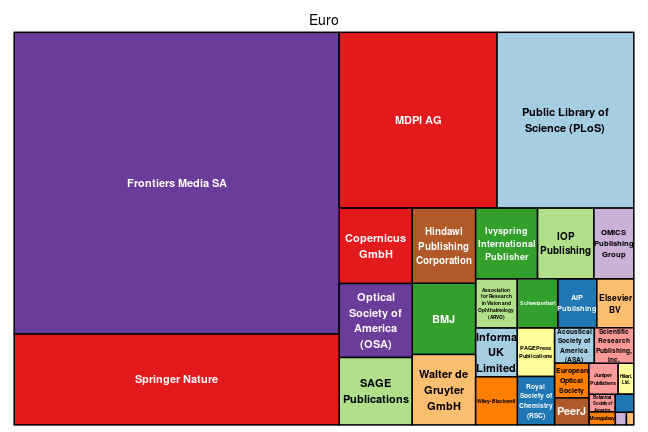 Euro
Frontiers Media SA
Springer Nature
MDPI AG
Public Library of
Science (PLoS)
Copernicus
GmbH
Hindawi
Publishing
Corporation
Ivyspring
International
Publisher
IOP
Publishing
OMICS
Publishing
Group
Optical
Society of
America
(OSA)
BMJ
Association
for Research
in Vision and
Ophthalmology
(ARVO)
Schweizerbart
AIP
Publishing
Elsevier
BV
SAGE
Publications
Walter de
Gruyter
GmbH
Informa
UK
Limited
PAGEPress
Publications
Acoustical
Society of
America
(ASA)
Scientific
Research
Publishing,
Inc.
Wiley-Blackwell
Royal
Society of
Chemistry
(RSC)
European
Optical
Society
Juniper
Publishers
Hikari,
Ltd.
PeerJ
Botanical
Society of
America
Mongabay